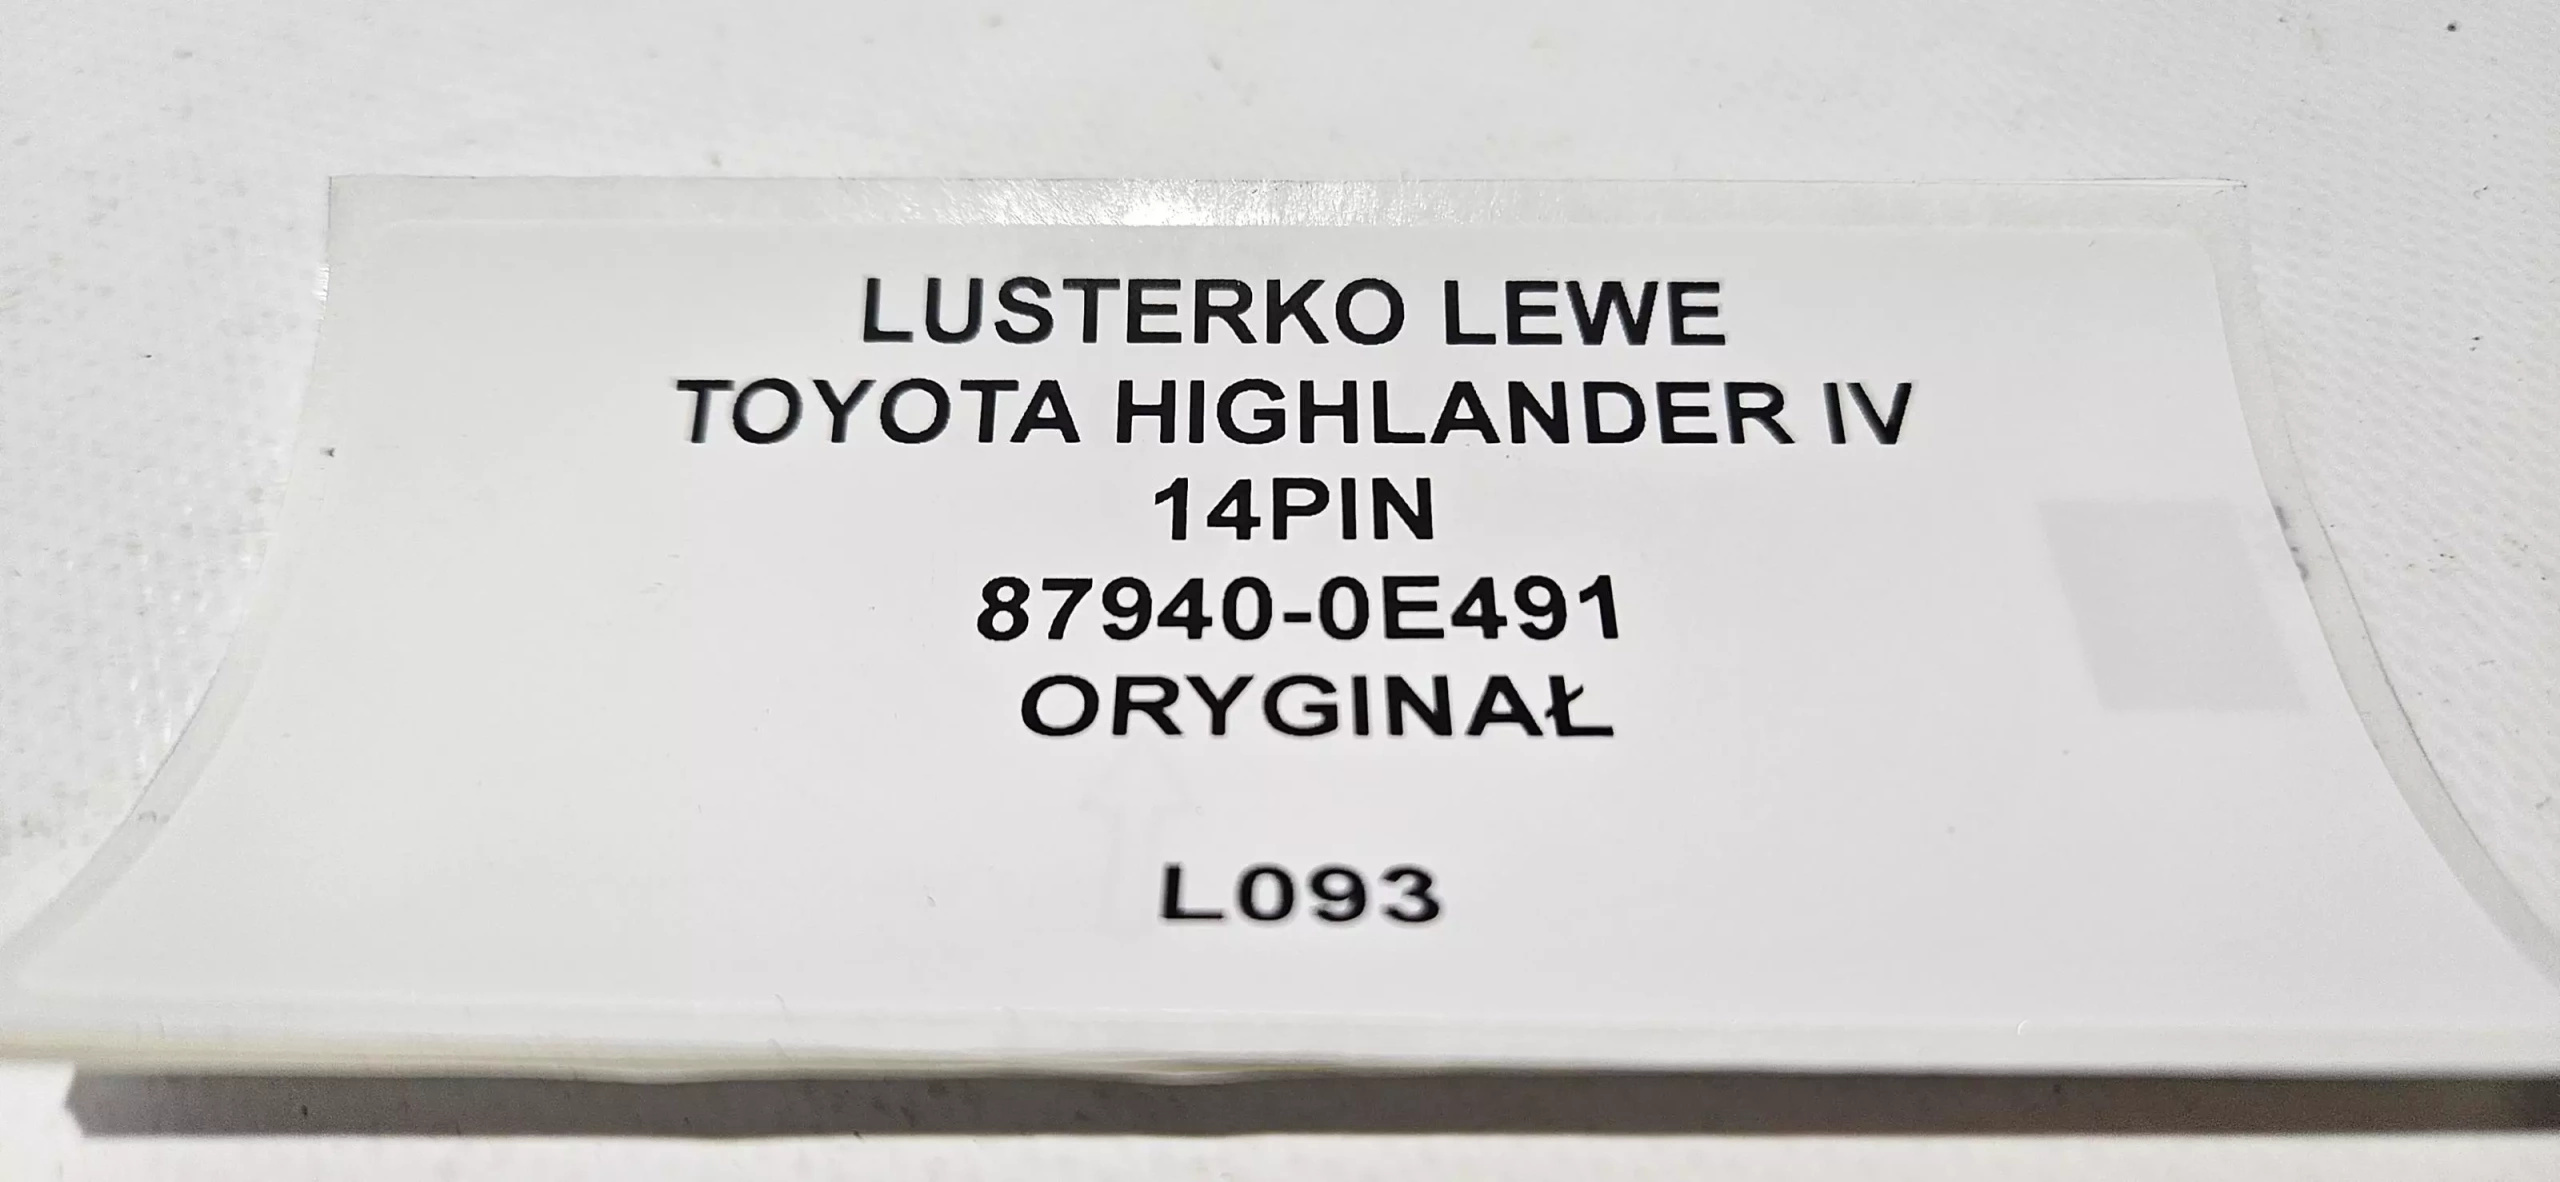 LUSTERKO LEWE
TOYOTA HIGHLANDER IV
14PIN
87940-0E491
ORYGINAŁ
L093